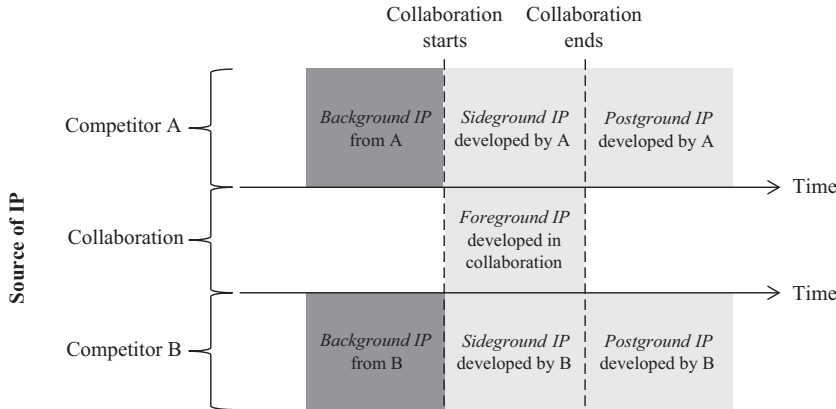 Collaboration
starts
Collaboration
ends
Source of IP
Competitor A
Background IP
from A
Sideground IP
developed by A
Postground IP
developed by A
Time
Collaboration
Foreground IP
developed in
collaboration
Time
Competitor B
Background IP
from B
Sideground IP
developed by B
Postground IP
developed by B